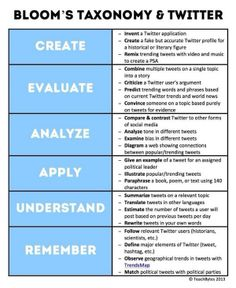 BLOOM'S TAXONOMY & TWITTER
CREATE
- Invent a Twitter application
- Create a fake but accurate Twitter profile for
a historical or literary figure
- Remix trending tweets with video and music
to create a PSA
EVALUATE
- Combine multiple tweets on a single topic
into a story
- Criticize a Twitter user's argument
- Predict trending words and phrases based
on current Twitter trends and world news
- Convince someone on a topic based purely
on tweets for evidence
ANALYZE
- Compare & contrast Twitter to other forms
of social media
- Analyze tone in different tweets
- Examine bias in different tweets
- Diagram a web showing connections
between popular/trending tweets
APPLY
- Give an example of a tweet for an assigned
political leader
- Illustrate popular/trending tweets
- Paraphrase a book, poem, or text using 140
characters
UNDERSTAND
- Summarize tweets on a relevant topic
- Translate tweets in other languages
- Estimate the number of tweets a user will
post based on previous tweets per day
- Rewrite tweets in your own words
REMEMBER
- Follow relevant Twitter users (historians,
scientists, etc.)
- Define major elements of Twitter (tweet,
hashtag, etc.)
- Observe geographical trends in tweets with
TrendsMap
- Match political tweets with political parties
© TeachBytes 2013